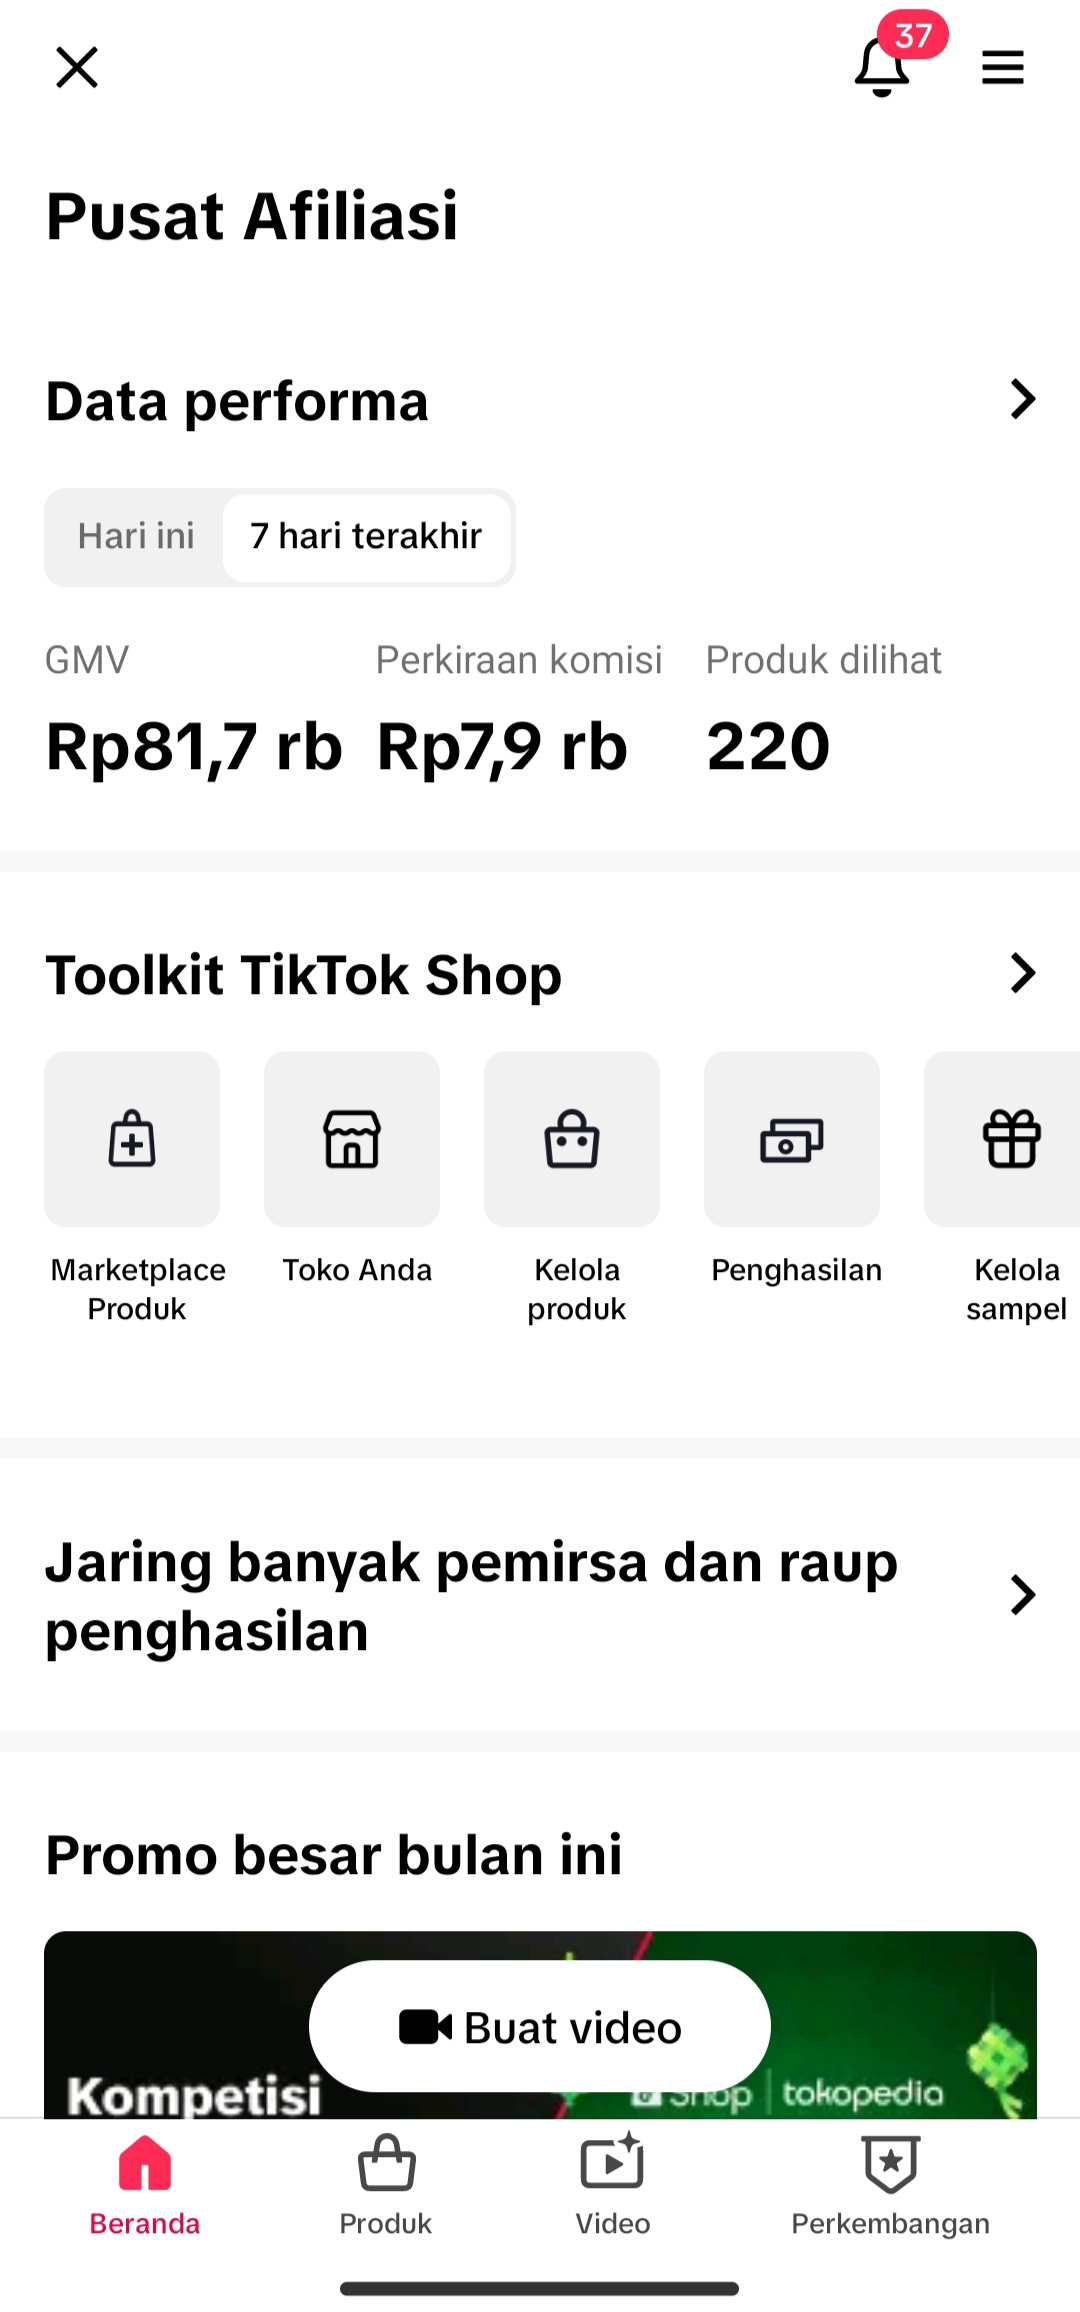 37
Pusat Afiliasi
Data performa
Hari ini
7 hari terakhir
GMV
Perkiraan komisi
Produk dilihat
Rp81,7 rb
Rp7,9 rb
220
Toolkit TikTok Shop
Marketplace
Produk
Toko Anda
Kelola
produk
Penghasilan
Kelola
sampel
Jaring banyak pemirsa dan raup
penghasilan
Promo besar bulan ini
Buat video
Kompetisi
Shop | tokopedia
Beranda
Produk
Video
Perkembangan